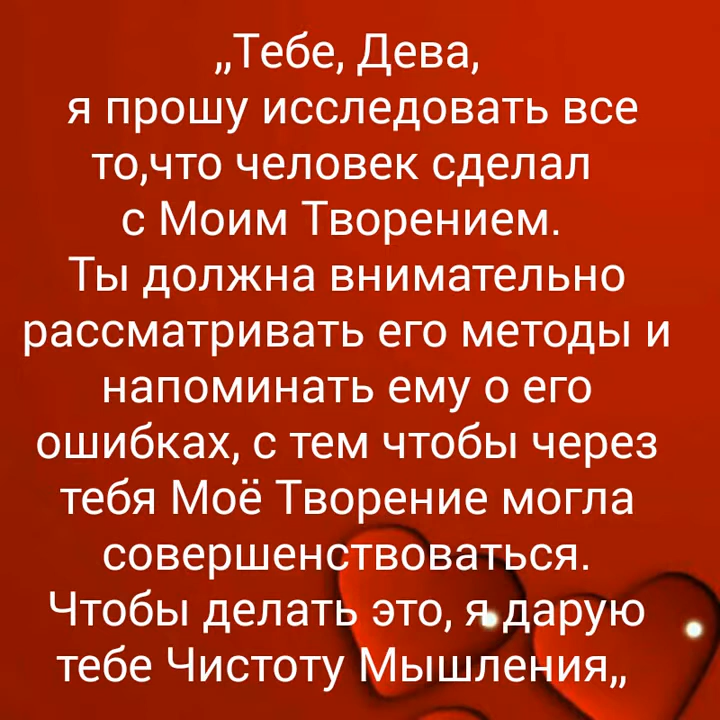 „Тебе, Дева,
я прошу исследовать все
то,что человек сделал
с Моим Творением.
Ты должна внимательно
рассматривать его методы и
напоминать ему о его
ошибках, с тем чтобы через
тебя Моё Творение могла
совершенствоваться.
Чтобы делать это, я дарую
тебе Чистоту Мышления„